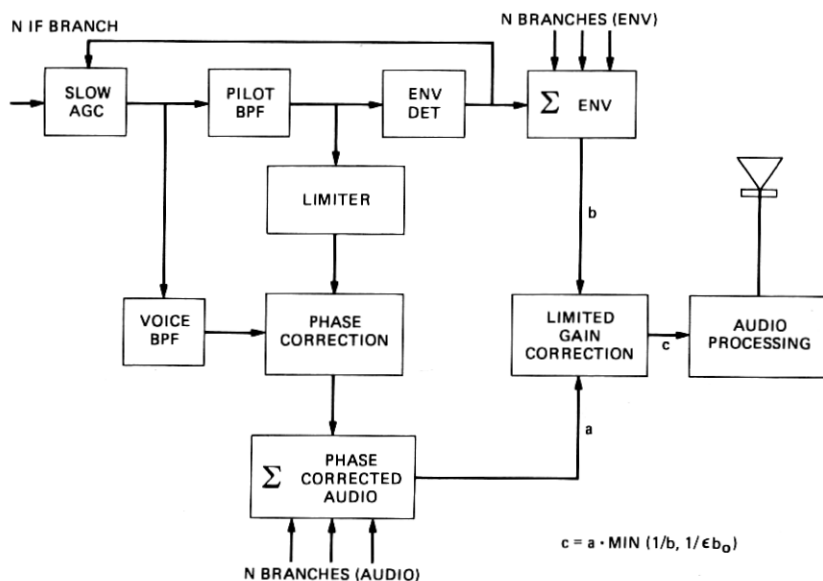 N IF BRANCH
N BRANCHES (ENV)
SLOW
AGC
PILOT
BPF
ENV
DET
Σ ENV
LIMITER
b
VOICE
BPF
PHASE
CORRECTION
LIMITED
GAIN
CORRECTION
c
AUDIO
PROCESSING
a
Σ PHASE
CORRECTED
AUDIO
c = a · MIN (1/b, 1/ϵb₀)
N BRANCHES (AUDIO)